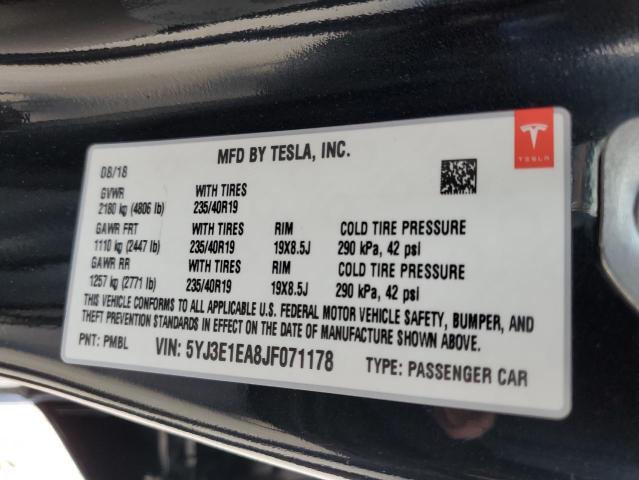 MFD BY TESLA, INC.
TESLA
08/18
GVWR WITH TIRES
2180 kg (4806 lb) 235/40R19
GAWR FRT WITH TIRES RIM COLD TIRE PRESSURE
1110 kg (2447 lb) 235/40R19 19X8.5J 290 kPa, 42 psi
GAWR RR WITH TIRES RIM COLD TIRE PRESSURE
1257 kg (2771 lb) 235/40R19 19X8.5J 290 kPa, 42 psi
THIS VEHICLE CONFORMS TO ALL APPLICABLE U.S. FEDERAL MOTOR VEHICLE SAFETY, BUMPER, AND
THEFT PREVENTION STANDARDS IN EFFECT ON THE DATE OF MANUFACTURE SHOWN ABOVE.
PNT: PMBL VIN: 5YJ3E1EA8JF071178 TYPE: PASSENGER CAR